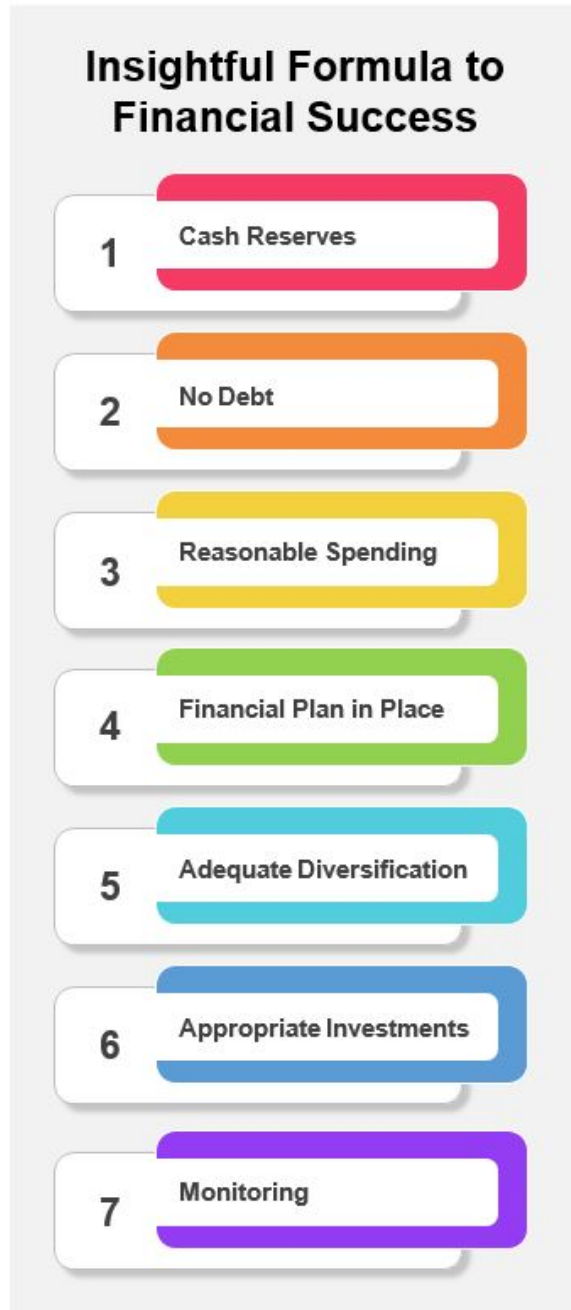 Insightful Formula to
Financial Success
1 Cash Reserves
2 No Debt
3 Reasonable Spending
4 Financial Plan in Place
5 Adequate Diversification
6 Appropriate Investments
7 Monitoring